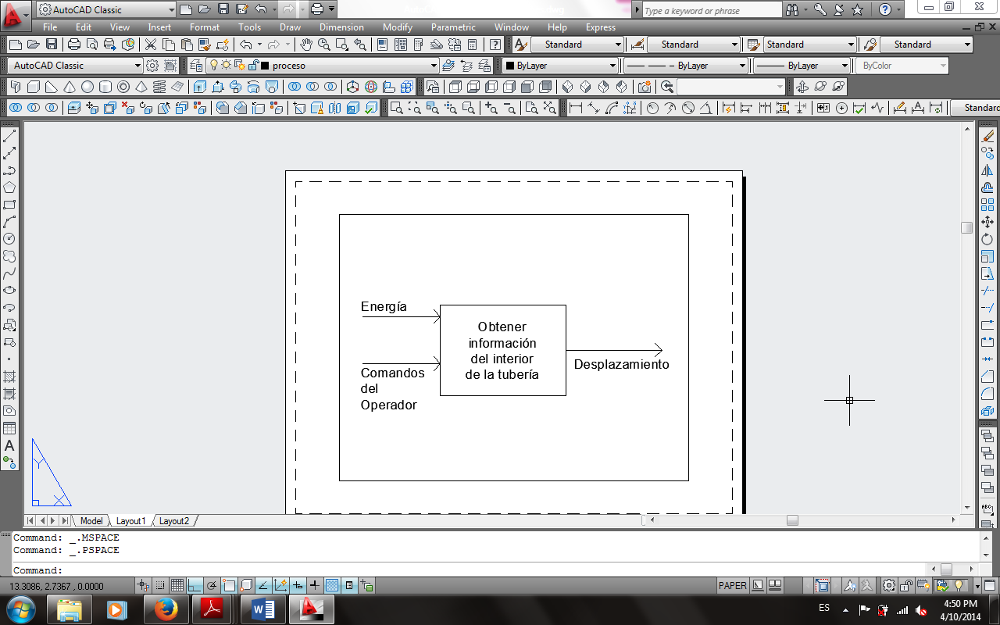 AutoCAD Classic
.dwg
Type a keyword or phrase
File Edit View Insert Format Tools Draw Dimension Modify Parametric Window Help Express
Standard Standard Standard Standard
AutoCAD Classic proceso ByLayer ByLayer ByLayer ByColor
Standard
Energía
Obtener
información
del interior
de la tubería
Comandos
del
Operador
Desplazamiento
Y
X
A
Model Layout1 Layout2
Command: _.MSPACE
Command: _.PSPACE
Command:
13.3086, 2.7367 , 0.0000
PAPER
ES
4:50 PM
4/10/2014